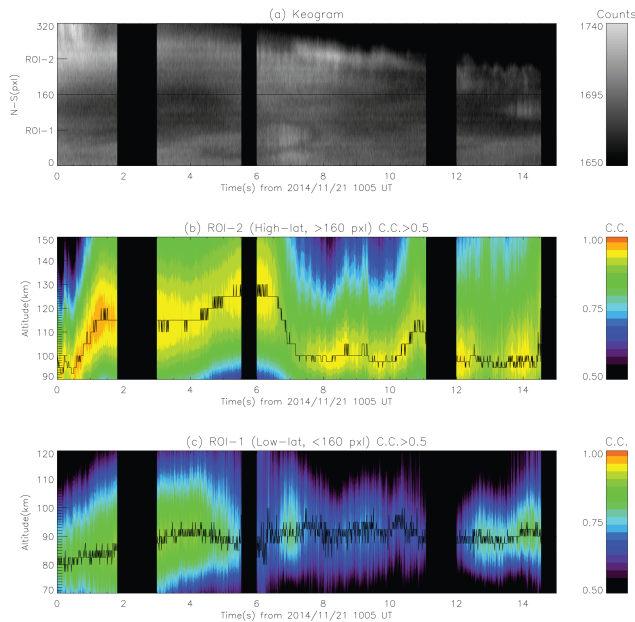 (a) Keogram
Counts
320
ROI-2
160
ROI-1
0
N-S(pxl)
1740
1695
1650
0 2 4 6 8 10 12 14
Time(s) from 2014/11/21 1005 UT
(b) ROI-2 (High-lat, >160 pxl) C.C.>0.5
C.C.
150
140
130
120
110
100
90
Altitude(km)
1.00
0.75
0.50
0 2 4 6 8 10 12 14
Time(s) from 2014/11/21 1005 UT
(c) ROI-1 (Low-lat, <160 pxl) C.C.>0.5
C.C.
120
110
100
90
80
70
Altitude(km)
1.00
0.75
0.50
0 2 4 6 8 10 12 14
Time(s) from 2014/11/21 1005 UT